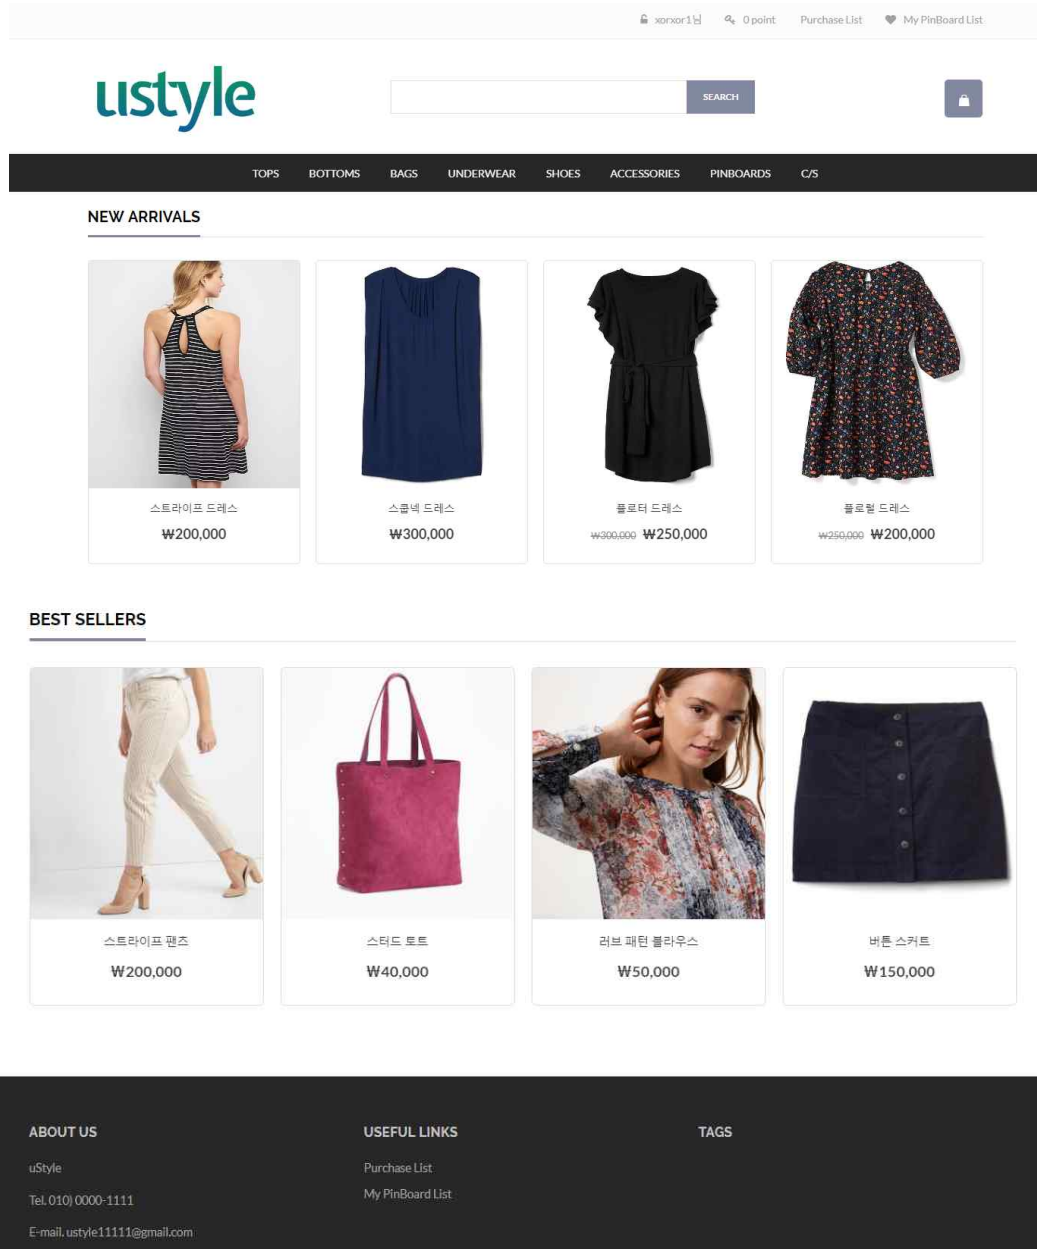 xorxor1님 0 point Purchase List My PinBoard List
ustyle
SEARCH
TOPS BOTTOMS BAGS UNDERWEAR SHOES ACCESSORIES PINBOARDS C/S
NEW ARRIVALS
스트라이프 드레스
₩200,000
스쿱넥 드레스
₩300,000
플로터 드레스
₩300,000 ₩250,000
플로럴 드레스
₩250,000 ₩200,000
BEST SELLERS
스트라이프 팬즈
₩200,000
스터드 토트
₩40,000
러브 패턴 블라우스
₩50,000
버튼 스커트
₩150,000
ABOUT US
uStyle
Tel. 010) 0000-1111
E-mail. ustyle11111@gmail.com
USEFUL LINKS
Purchase List
My PinBoard List
TAGS